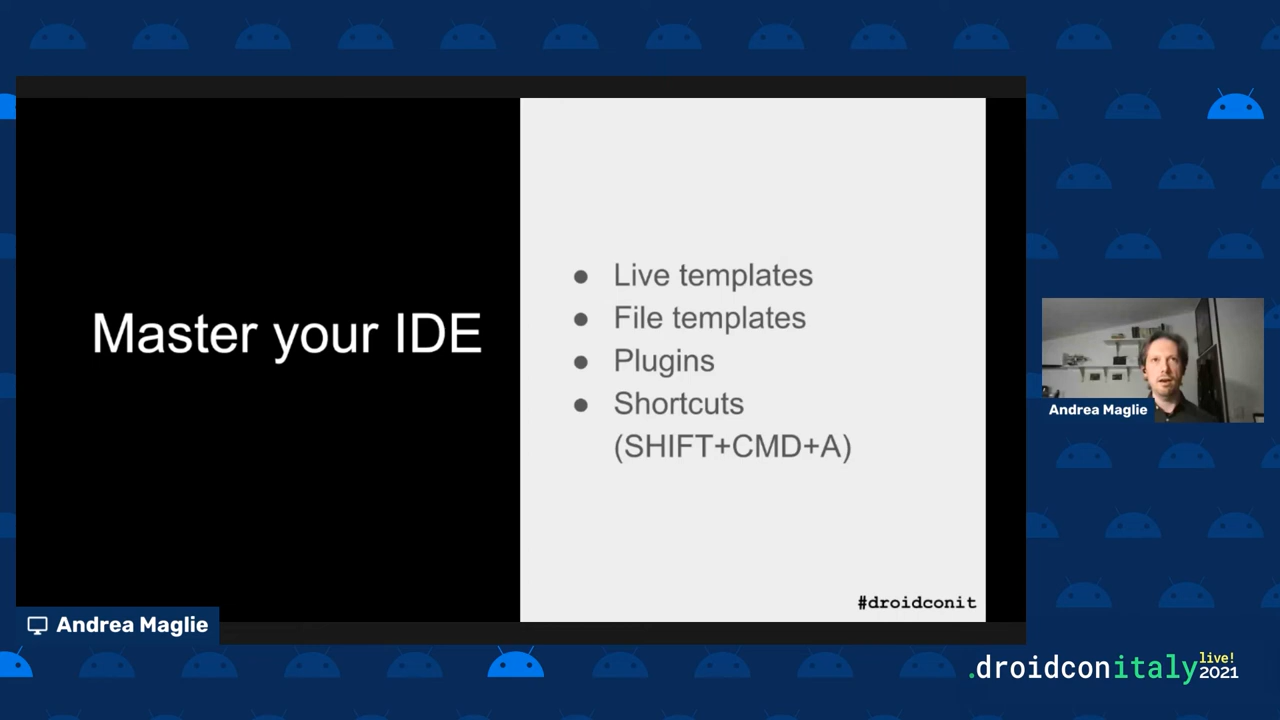 Master your IDE
● Live templates
● File templates
● Plugins
● Shortcuts
(SHIFT+CMD+A)
#droidconit
Andrea Maglie
Andrea Maglie
.droidconitaly live! 2021